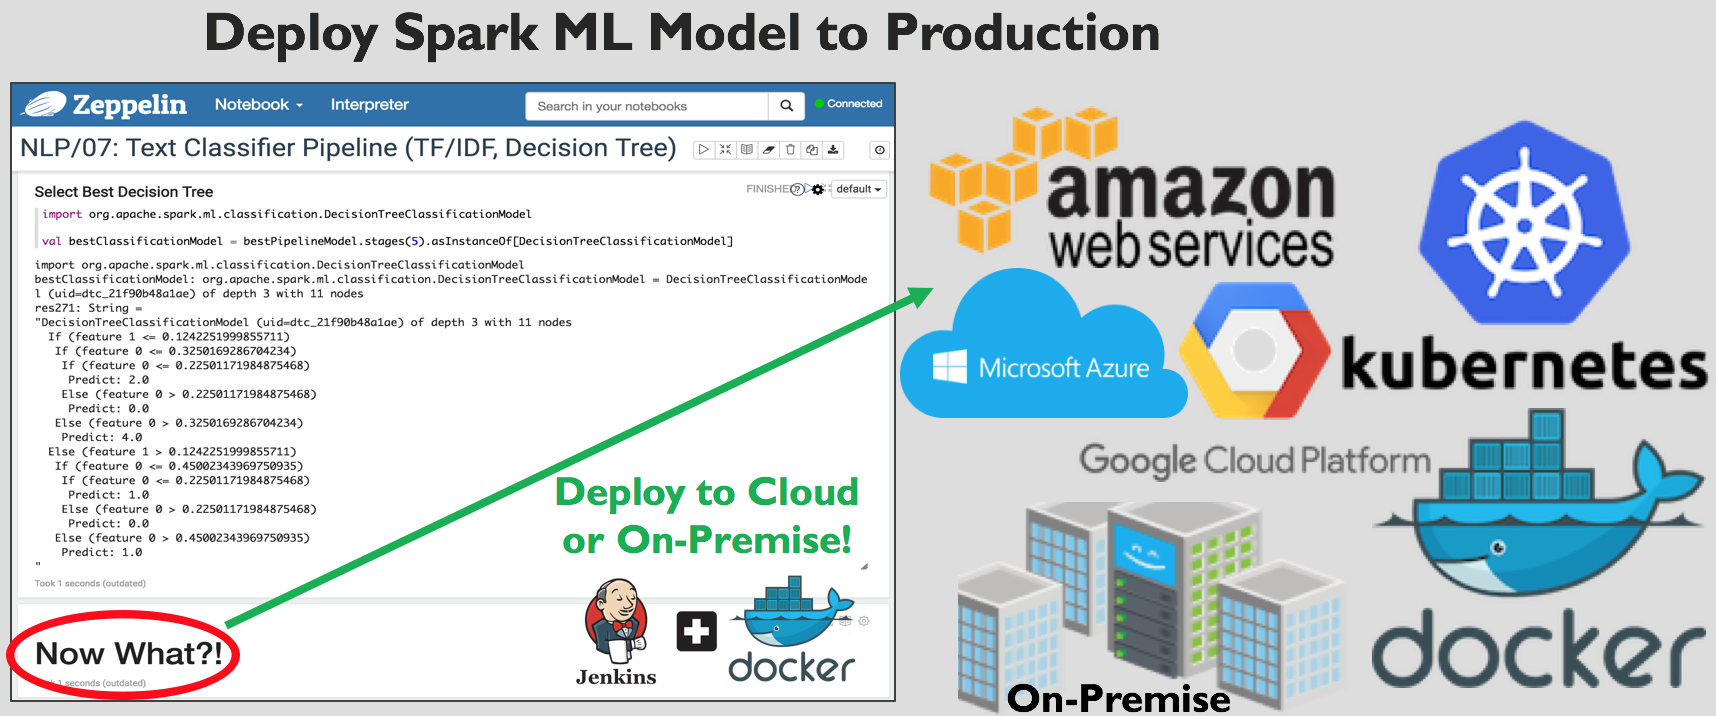 Deploy Spark ML Model to Production
Zeppelin Notebook Interpreter Search in your notebooks Connected
NLP/07: Text Classifier Pipeline (TF/IDF, Decision Tree)
Select Best Decision Tree
FINISHED default
import org.apache.spark.ml.classification.DecisionTreeClassificationModel
val bestClassificationModel = bestPipelineModel.stages(5).asInstanceOf[DecisionTreeClassificationModel]
import org.apache.spark.ml.classification.DecisionTreeClassificationModel
bestClassificationModel: org.apache.spark.ml.classification.DecisionTreeClassificationModel = DecisionTreeClassificationMode
l (uid=dtc_21f90b48a1ae) of depth 3 with 11 nodes
res271: String =
"DecisionTreeClassificationModel (uid=dtc_21f90b48a1ae) of depth 3 with 11 nodes
If (feature 1 <= 0.1242251999855711)
If (feature 0 <= 0.3250169286704234)
If (feature 0 <= 0.22501171984875468)
Predict: 2.0
Else (feature 0 > 0.22501171984875468)
Predict: 0.0
Else (feature 0 > 0.3250169286704234)
Predict: 4.0
Else (feature 1 > 0.1242251999855711)
If (feature 0 <= 0.45002343969750935)
If (feature 0 <= 0.22501171984875468)
Predict: 1.0
Else (feature 0 > 0.22501171984875468)
Predict: 0.0
Else (feature 0 > 0.45002343969750935)
Predict: 1.0
"
Took 1 seconds (outdated)
Now What?!
1 seconds (outdated)
Deploy to Cloud
or On-Premise!
Jenkins
docker
amazon
web services
Microsoft Azure
kubernetes
Google Cloud Platform
docker
On-Premise